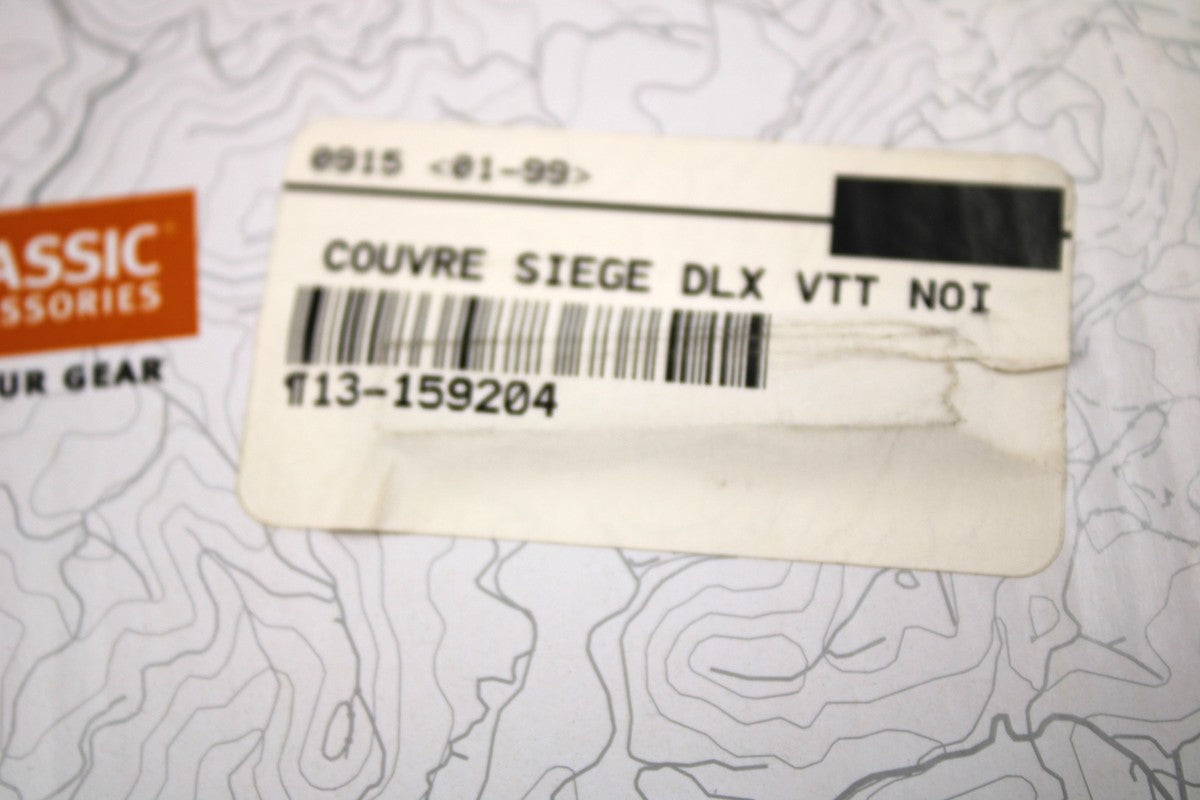 0915 <01-99>
COUVRE SIEGE DLX VTT NOI
¶13-159204
ASSIC
SSORIES
UR GEAR